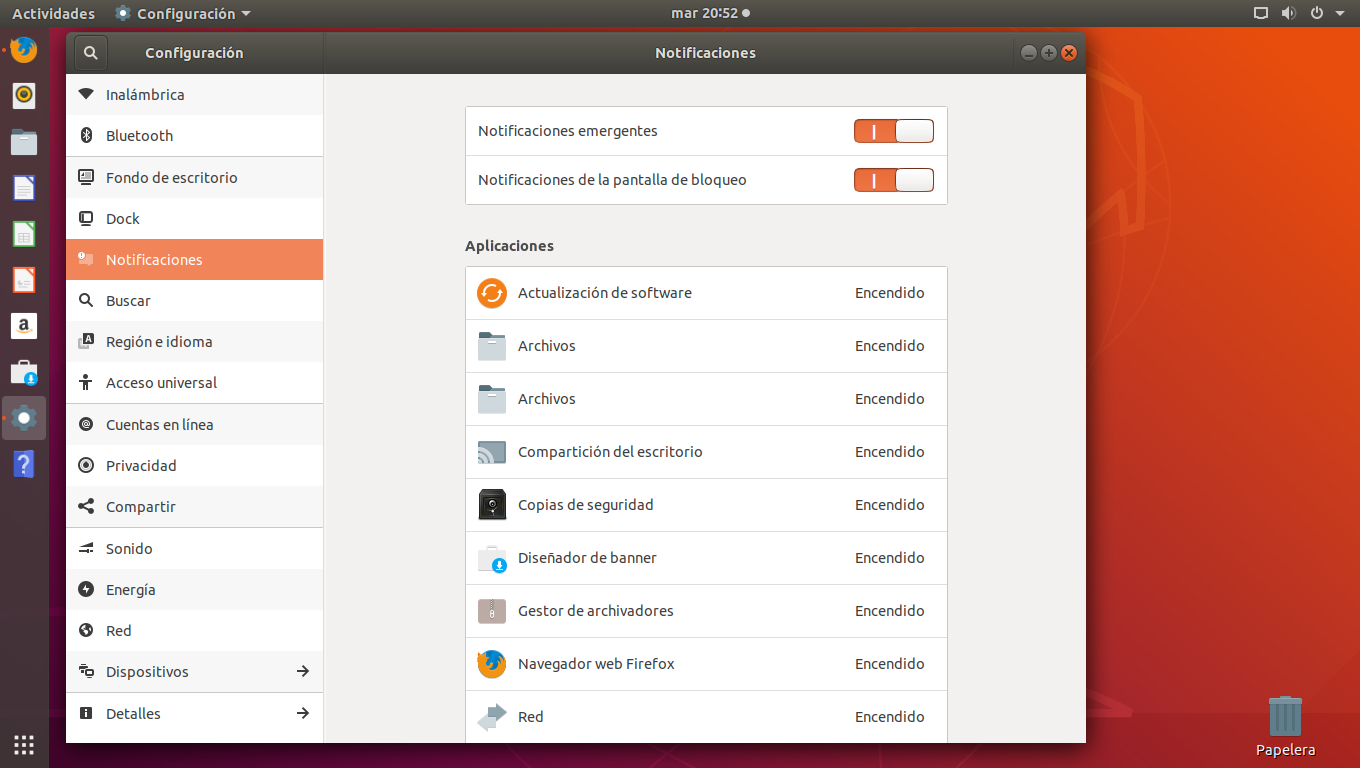 Actividades
Configuración
mar 20:52
Configuración
Notificaciones
Inalámbrica
Bluetooth
Fondo de escritorio
Dock
Notificaciones
Buscar
Región e idioma
Acceso universal
Cuentas en línea
Privacidad
Compartir
Sonido
Energía
Red
Dispositivos
Detalles
Notificaciones emergentes
Notificaciones de la pantalla de bloqueo
Aplicaciones
Actualización de software Encendido
Archivos Encendido
Archivos Encendido
Compartición del escritorio Encendido
Copias de seguridad Encendido
Diseñador de banner Encendido
Gestor de archivadores Encendido
Navegador web Firefox Encendido
Red Encendido
Papelera